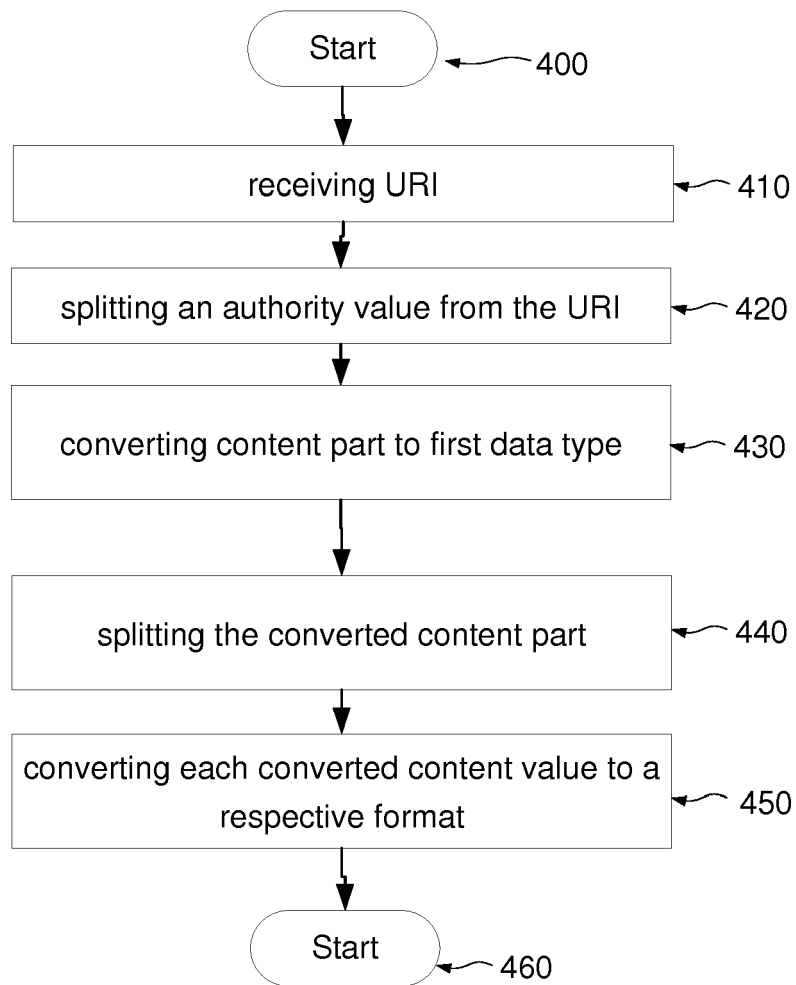 Start
400
receiving URI
410
splitting an authority value from the URI
420
converting content part to first data type
430
splitting the converted content part
440
converting each converted content value to a
respective format
450
Start
460